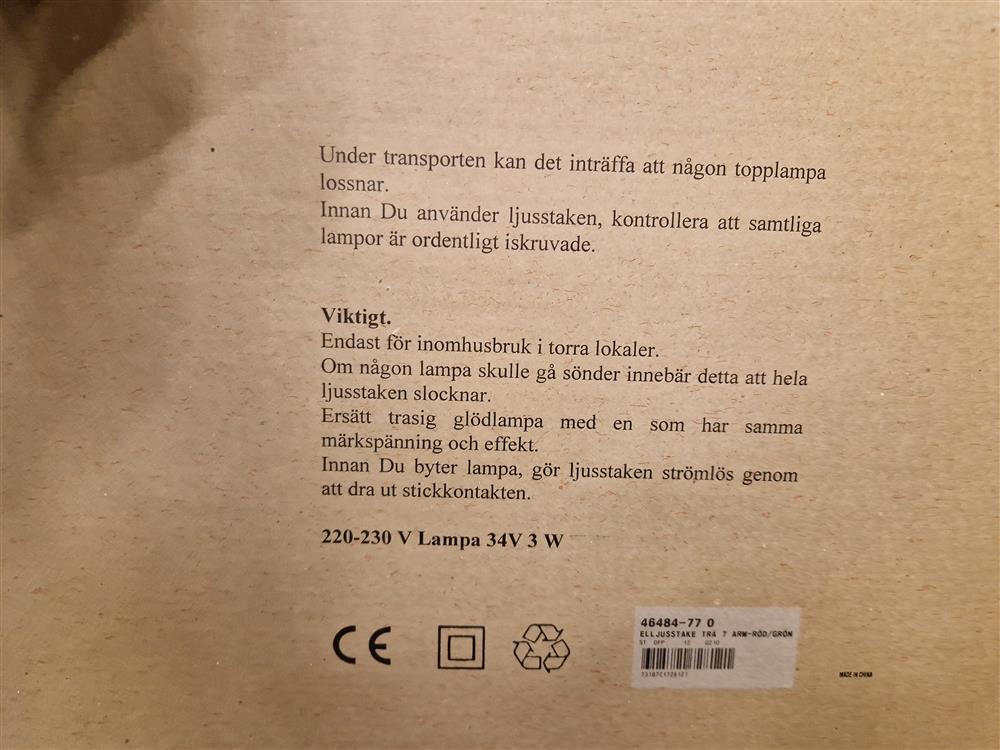 Under transporten kan det inträffa att någon topplampa
lossnar.
Innan Du använder ljusstaken, kontrollera att samtliga
lampor är ordentligt iskruvade.
Viktigt.
Endast för inomhusbruk i torra lokaler.
Om någon lampa skulle gå sönder innebär detta att hela
ljusstaken slocknar.
Ersätt trasig glödlampa med en som har samma
märkspänning och effekt.
Innan Du byter lampa, gör ljusstaken strömlös genom
att dra ut stickkontakten.
220-230 V Lampa 34V 3 W
CE
46484-77 0
ELLJUSSTAKE TRÄ 7 ARM-RÖD/GRÖN
ST
MADE IN CHINA